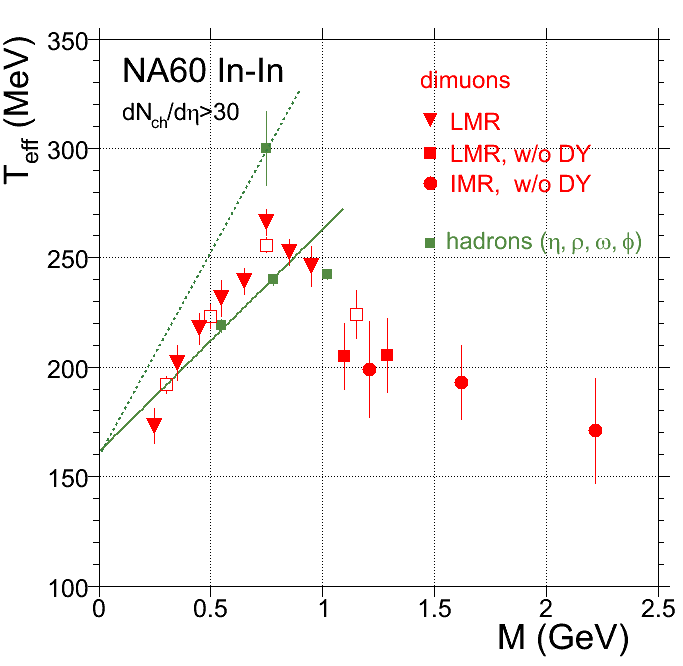 NA60 In-In
dN_ch/dη>30
dimuons
LMR
LMR, w/o DY
IMR, w/o DY
hadrons (η, ρ, ω, ϕ)
T_eff (MeV)
350
300
250
200
150
100
0
0.5
1
1.5
2
2.5
M (GeV)